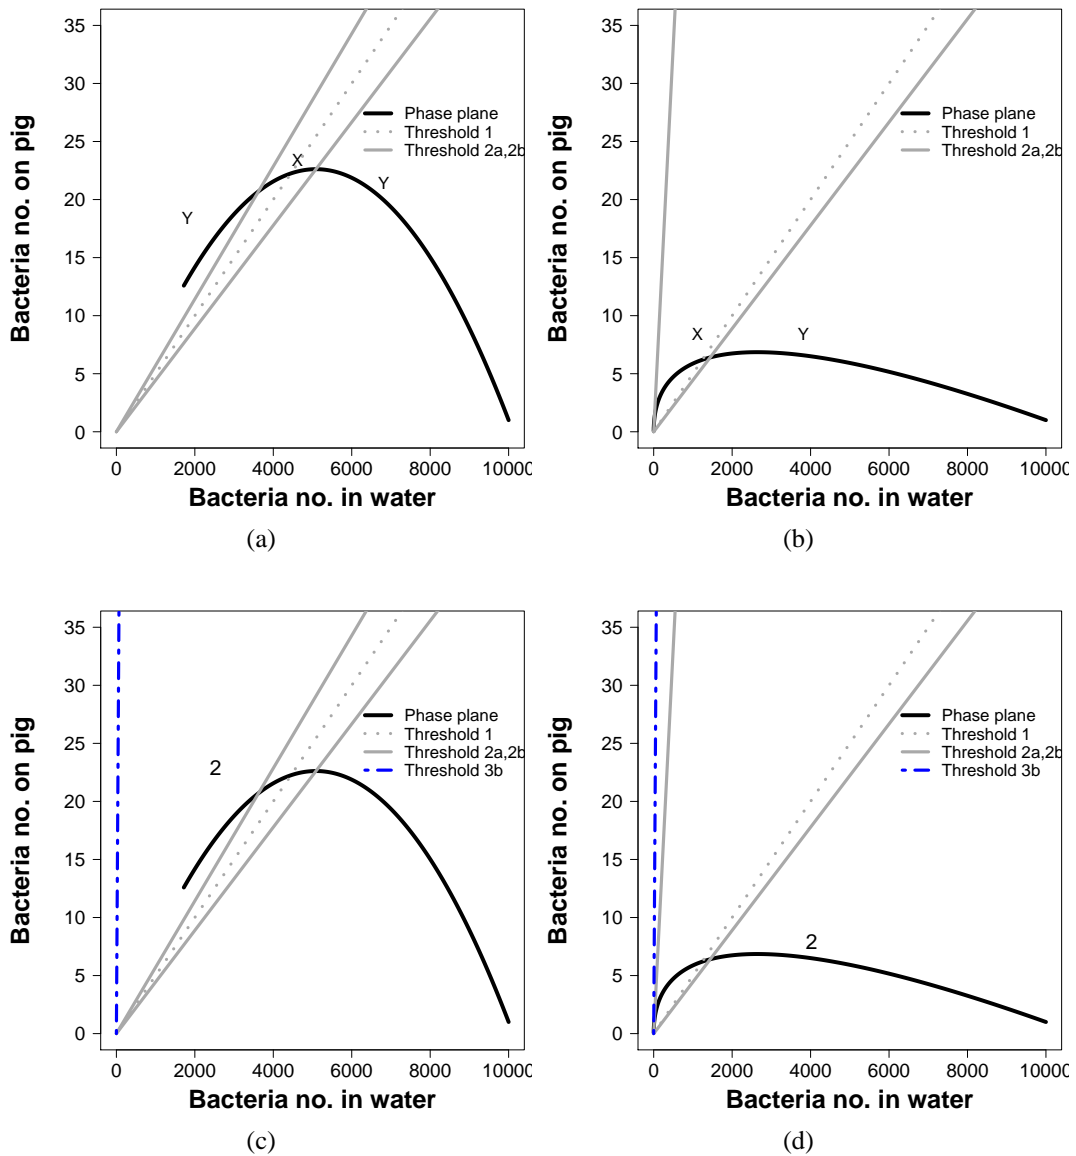 35
30
25
20
15
10
5
0
Bacteria no. on pig
Phase plane
Threshold 1
Threshold 2a,2b
X
Y
Y
0 2000 4000 6000 8000 10000
Bacteria no. in water
(a)
35
30
25
20
15
10
5
0
Bacteria no. on pig
Phase plane
Threshold 1
Threshold 2a,2b
X
Y
0 2000 4000 6000 8000 10000
Bacteria no. in water
(b)
35
30
25
20
15
10
5
0
Bacteria no. on pig
Phase plane
Threshold 1
Threshold 2a,2b
Threshold 3b
2
0 2000 4000 6000 8000 10000
Bacteria no. in water
(c)
35
30
25
20
15
10
5
0
Bacteria no. on pig
Phase plane
Threshold 1
Threshold 2a,2b
Threshold 3b
2
0 2000 4000 6000 8000 10000
Bacteria no. in water
(d)